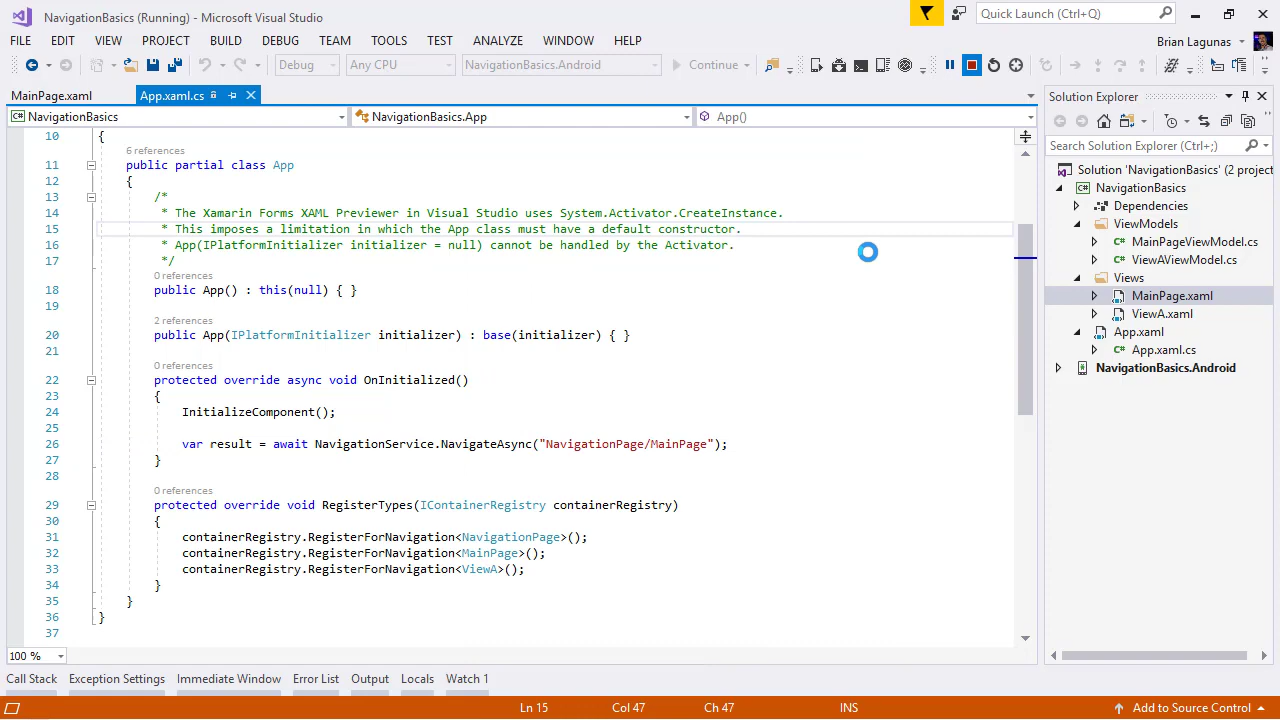 NavigationBasics (Running) - Microsoft Visual Studio
Quick Launch (Ctrl+Q)
FILE EDIT VIEW PROJECT BUILD DEBUG TEAM TOOLS TEST ANALYZE WINDOW HELP
Brian Lagunas
Debug Any CPU NavigationBasics.Android Continue
MainPage.xaml App.xaml.cs
NavigationBasics NavigationBasics.App App()
10 {
6 references
11 public partial class App
12 {
13 /*
14 * The Xamarin Forms XAML Previewer in Visual Studio uses System.Activator.CreateInstance.
15 * This imposes a limitation in which the App class must have a default constructor.
16 * App(IPlatformInitializer initializer = null) cannot be handled by the Activator.
17 */
0 references
18 public App() : this(null) { }
19
2 references
20 public App(IPlatformInitializer initializer) : base(initializer) { }
21
0 references
22 protected override async void OnInitialized()
23 {
24 InitializeComponent();
25
26 var result = await NavigationService.NavigateAsync("NavigationPage/MainPage");
27 }
28
0 references
29 protected override void RegisterTypes(IContainerRegistry containerRegistry)
30 {
31 containerRegistry.RegisterForNavigation<NavigationPage>();
32 containerRegistry.RegisterForNavigation<MainPage>();
33 containerRegistry.RegisterForNavigation<ViewA>();
34 }
35 }
36 }
37
100 %
Solution Explorer
Search Solution Explorer (Ctrl+;)
Solution 'NavigationBasics' (2 project
NavigationBasics
Dependencies
ViewModels
MainPageViewModel.cs
ViewAViewModel.cs
Views
MainPage.xaml
ViewA.xaml
App.xaml
App.xaml.cs
NavigationBasics.Android
Call Stack Exception Settings Immediate Window Error List Output Locals Watch 1
Ln 15 Col 47 Ch 47 INS Add to Source Control